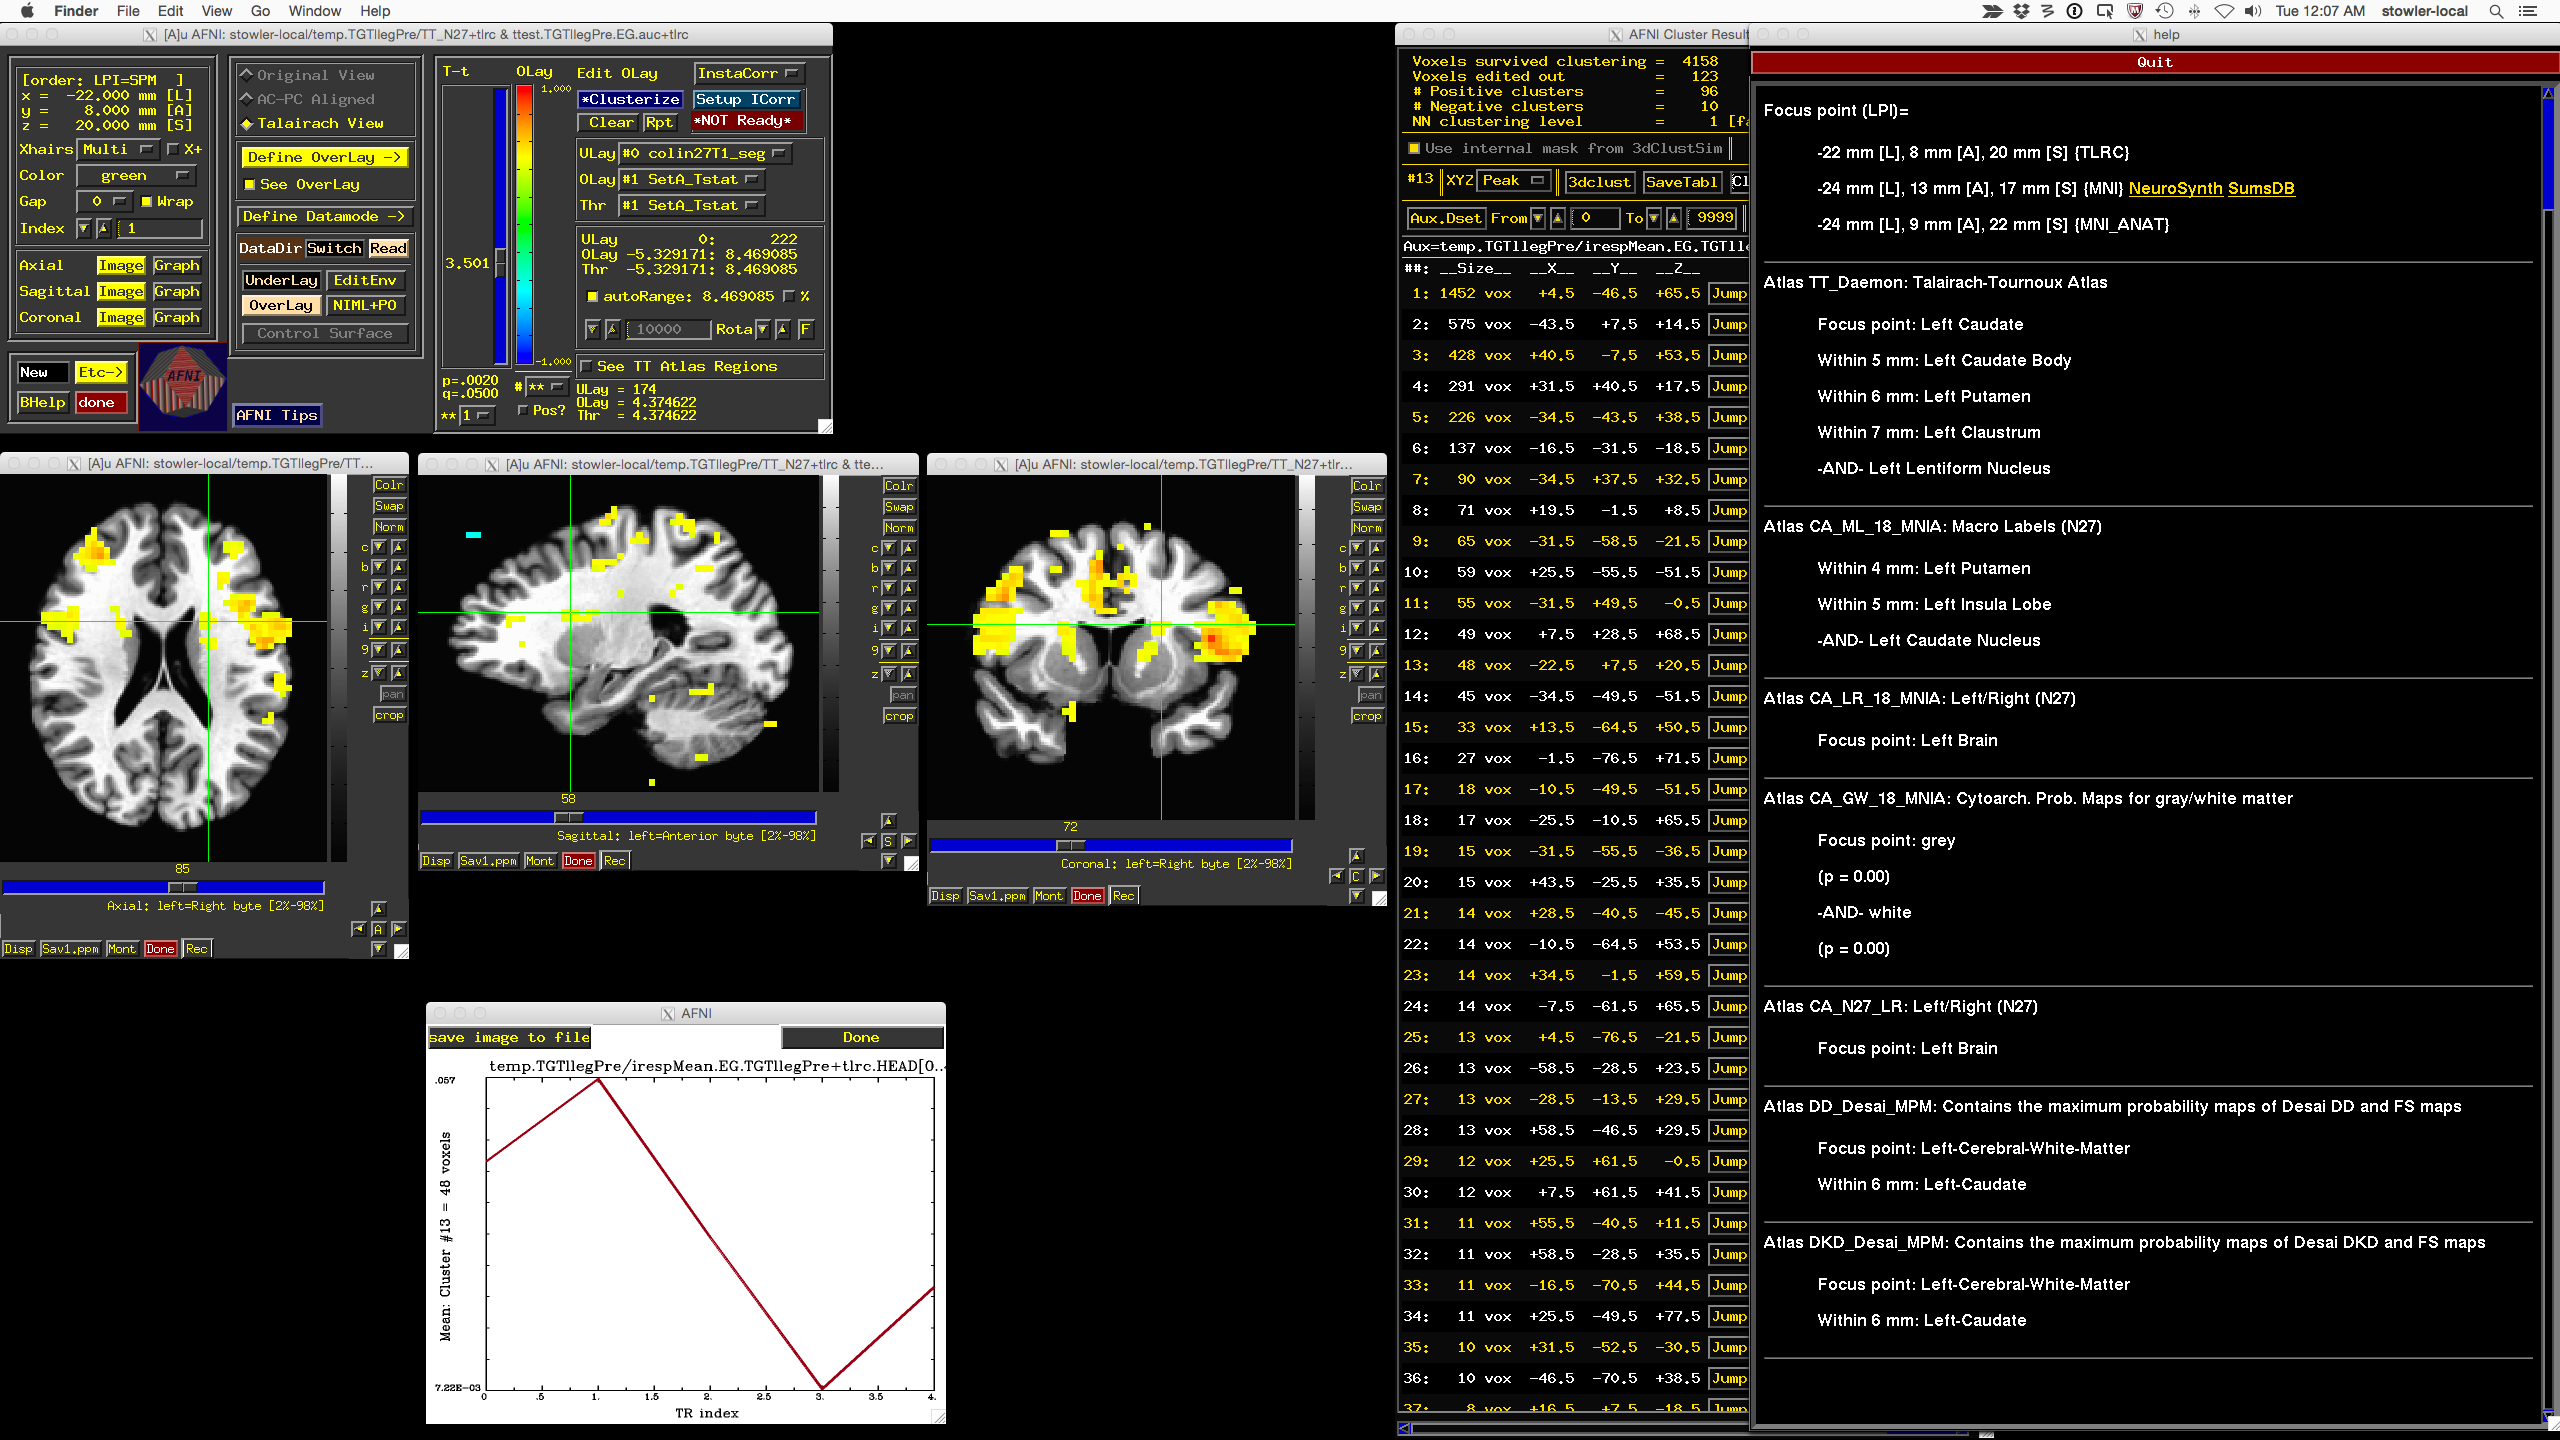 Finder File Edit View Go Window Help
Tue 12:07 AM stowler-local
[A]u AFNI: stowler-local/temp.TGTllegPre/TT_N27+tlrc & ttest.TGTllegPre.EG.auc+tlrc
[order: LPI=SPM ]
x = -22.000 mm [L]
y = 8.000 mm [A]
z = 20.000 mm [S]
Xhairs Multi X+
Color green
Gap 0 Wrap
Index 1
Axial Image Graph
Sagittal Image Graph
Coronal Image Graph
New Etc->
BHelp done
AFNI
Original View
AC-PC Aligned
Talairach View
Define OverLay ->
See OverLay
Define Datamode ->
DataDir Switch Read
UnderLay EditEnv
OverLay NIML+PO
Control Surface
AFNI Tips
T-t OLay
1.000
3.501
-1.000
p=.0020
q=.0500
** 1
# **
Pos?
Edit OLay InstaCorr
*Clusterize Setup ICorr
Clear Rpt *NOT Ready*
ULay #0 colin27T1_seg
OLay #1 SetA_Tstat
Thr #1 SetA_Tstat
ULay 0: 222
OLay -5.329171: 8.469085
Thr -5.329171: 8.469085
autoRange: 8.469085 %
10000 Rota F
See TT Atlas Regions
ULay = 174
OLay = 4.374622
Thr = 4.374622
[A]u AFNI: stowler-local/temp.TGTllegPre/TT...
Colr
Swap
Norm
c
b
r
g
i
9
z
pan
crop
85
Axial: left=Right byte [2%-98%]
A
Disp Sav1.ppm Mont Done Rec
[A]u AFNI: stowler-local/temp.TGTllegPre/TT_N27+tlrc & tte...
Colr
Swap
Norm
c
b
r
g
i
9
z
pan
crop
58
Sagittal: left=Anterior byte [2%-98%]
S
Disp Sav1.ppm Mont Done Rec
[A]u AFNI: stowler-local/temp.TGTllegPre/TT_N27+tlr...
Colr
Swap
Norm
c
b
r
g
i
9
z
pan
crop
72
Coronal: left=Right byte [2%-98%]
C
Disp Sav1.ppm Mont Done Rec
AFNI
save image to file Done
temp.TGTllegPre/irespMean.EG.TGTllegPre+tlrc.HEAD[0..
.057
Mean: Cluster #13 = 48 voxels
7.22E-03
0 .5 1. 1.5 2. 2.5 3. 3.5 4.
TR index
AFNI Cluster Result
Voxels survived clustering = 4158
Voxels edited out = 123
# Positive clusters = 96
# Negative clusters = 10
NN clustering level = 1 [fa
Use internal mask from 3dClustSim
#13 XYZ Peak 3dclust SaveTabl Cl
Aux.Dset From 0 To 9999
Aux=temp.TGTllegPre/irespMean.EG.TGTlle
##: __Size__ __X__ __Y__ __Z__
1: 1452 vox +4.5 -46.5 +65.5 Jump
2: 575 vox -43.5 +7.5 +14.5 Jump
3: 428 vox +40.5 -7.5 +53.5 Jump
4: 291 vox +31.5 +40.5 +17.5 Jump
5: 226 vox -34.5 -43.5 +38.5 Jump
6: 137 vox -16.5 -31.5 -18.5 Jump
7: 90 vox -34.5 +37.5 +32.5 Jump
8: 71 vox +19.5 -1.5 +8.5 Jump
9: 65 vox -31.5 -58.5 -21.5 Jump
10: 59 vox +25.5 -55.5 -51.5 Jump
11: 55 vox -31.5 +49.5 -0.5 Jump
12: 49 vox +7.5 +28.5 +68.5 Jump
13: 48 vox -22.5 +7.5 +20.5 Jump
14: 45 vox -34.5 -49.5 -51.5 Jump
15: 33 vox +13.5 -64.5 +50.5 Jump
16: 27 vox -1.5 -76.5 +71.5 Jump
17: 18 vox -10.5 -49.5 -51.5 Jump
18: 17 vox -25.5 -10.5 +65.5 Jump
19: 15 vox -31.5 -55.5 -36.5 Jump
20: 15 vox +43.5 -25.5 +35.5 Jump
21: 14 vox +28.5 -40.5 -45.5 Jump
22: 14 vox -10.5 -64.5 +53.5 Jump
23: 14 vox +34.5 -1.5 +59.5 Jump
24: 14 vox -7.5 -61.5 +65.5 Jump
25: 13 vox +4.5 -76.5 -21.5 Jump
26: 13 vox -58.5 -28.5 +23.5 Jump
27: 13 vox -28.5 -13.5 +29.5 Jump
28: 13 vox +58.5 -46.5 +29.5 Jump
29: 12 vox +25.5 +61.5 -0.5 Jump
30: 12 vox +7.5 +61.5 +41.5 Jump
31: 11 vox +55.5 -40.5 +11.5 Jump
32: 11 vox +58.5 -28.5 +35.5 Jump
33: 11 vox -16.5 -70.5 +44.5 Jump
34: 11 vox +25.5 -49.5 +77.5 Jump
35: 10 vox +31.5 -52.5 -30.5 Jump
36: 10 vox -46.5 -70.5 +38.5 Jump
37: 8 vox +16.5 +7.5 -18.5 Jump
help
Quit
Focus point (LPI)=
-22 mm [L], 8 mm [A], 20 mm [S] {TLRC}
-24 mm [L], 13 mm [A], 17 mm [S] {MNI} NeuroSynth SumsDB
-24 mm [L], 9 mm [A], 22 mm [S] {MNI_ANAT}
Atlas TT_Daemon: Talairach-Tournoux Atlas
Focus point: Left Caudate
Within 5 mm: Left Caudate Body
Within 6 mm: Left Putamen
Within 7 mm: Left Claustrum
-AND- Left Lentiform Nucleus
Atlas CA_ML_18_MNIA: Macro Labels (N27)
Within 4 mm: Left Putamen
Within 5 mm: Left Insula Lobe
-AND- Left Caudate Nucleus
Atlas CA_LR_18_MNIA: Left/Right (N27)
Focus point: Left Brain
Atlas CA_GW_18_MNIA: Cytoarch. Prob. Maps for gray/white matter
Focus point: grey
(p = 0.00)
-AND- white
(p = 0.00)
Atlas CA_N27_LR: Left/Right (N27)
Focus point: Left Brain
Atlas DD_Desai_MPM: Contains the maximum probability maps of Desai DD and FS maps
Focus point: Left-Cerebral-White-Matter
Within 6 mm: Left-Caudate
Atlas DKD_Desai_MPM: Contains the maximum probability maps of Desai DKD and FS maps
Focus point: Left-Cerebral-White-Matter
Within 6 mm: Left-Caudate